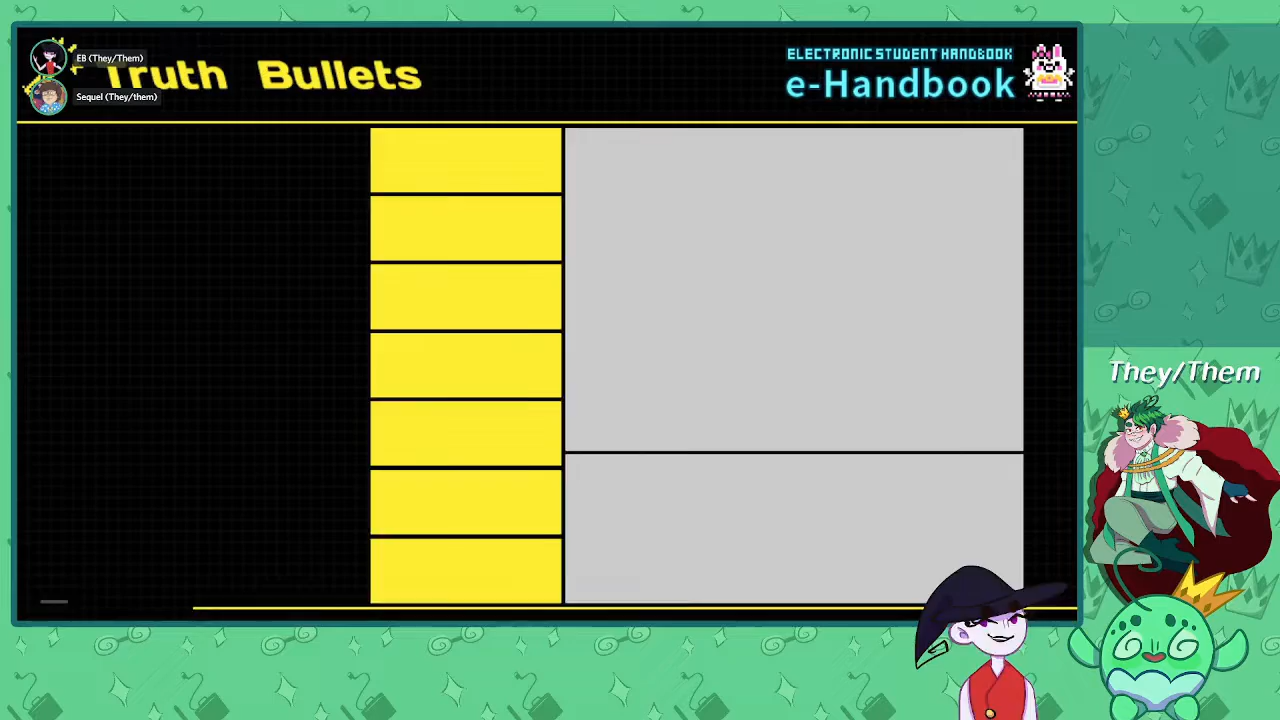 EB (They/Them)
Truth Bullets
Sequel (They/them)
ELECTRONIC STUDENT HANDBOOK
e-Handbook
They/Them